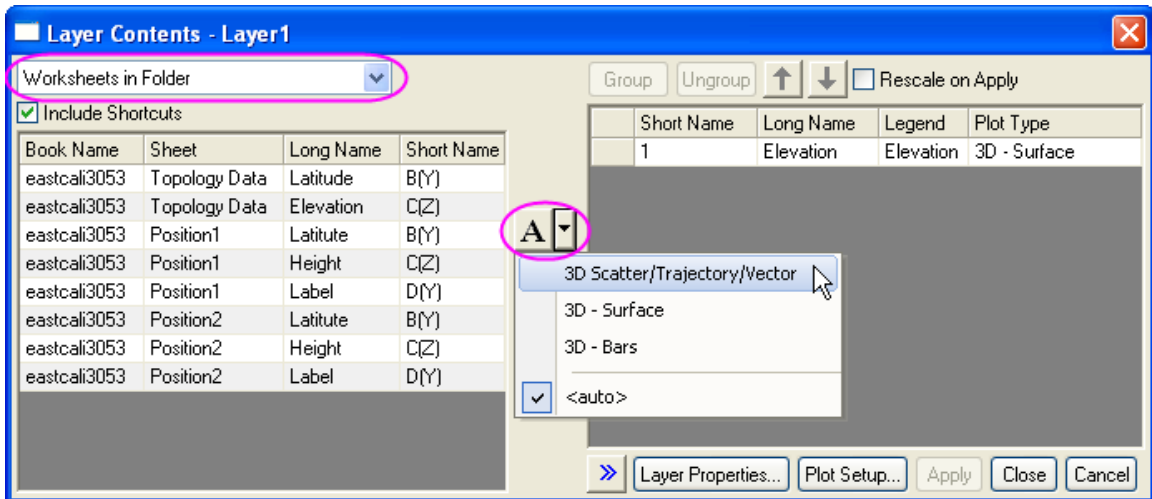 Layer Contents - Layer1
Worksheets in Folder
Group Ungroup Rescale on Apply
Include Shortcuts
Short Name Long Name Legend Plot Type
1 Elevation Elevation 3D - Surface
Book Name Sheet Long Name Short Name
eastcali3053 Topology Data Latitude B(Y)
eastcali3053 Topology Data Elevation C(Z)
eastcali3053 Position1 Latitute B(Y)
eastcali3053 Position1 Height C(Z)
eastcali3053 Position1 Label D(Y)
eastcali3053 Position2 Latitute B(Y)
eastcali3053 Position2 Height C(Z)
eastcali3053 Position2 Label D(Y)
A
3D Scatter/Trajectory/Vector
3D - Surface
3D - Bars
<auto>
Layer Properties... Plot Setup... Apply Close Cancel